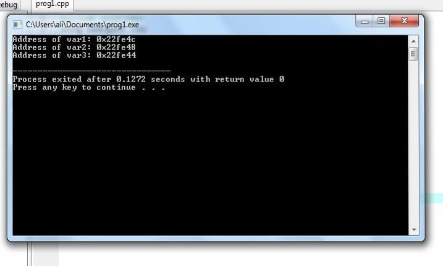 ebug
prog1.cpp
C:\Users\ali\Documents\prog1.exe
Address of var1: 0x22fe4c
Address of var2: 0x22fe48
Address of var3: 0x22fe44
--------------------------------
Process exited after 0.1272 seconds with return value 0
Press any key to continue . . .